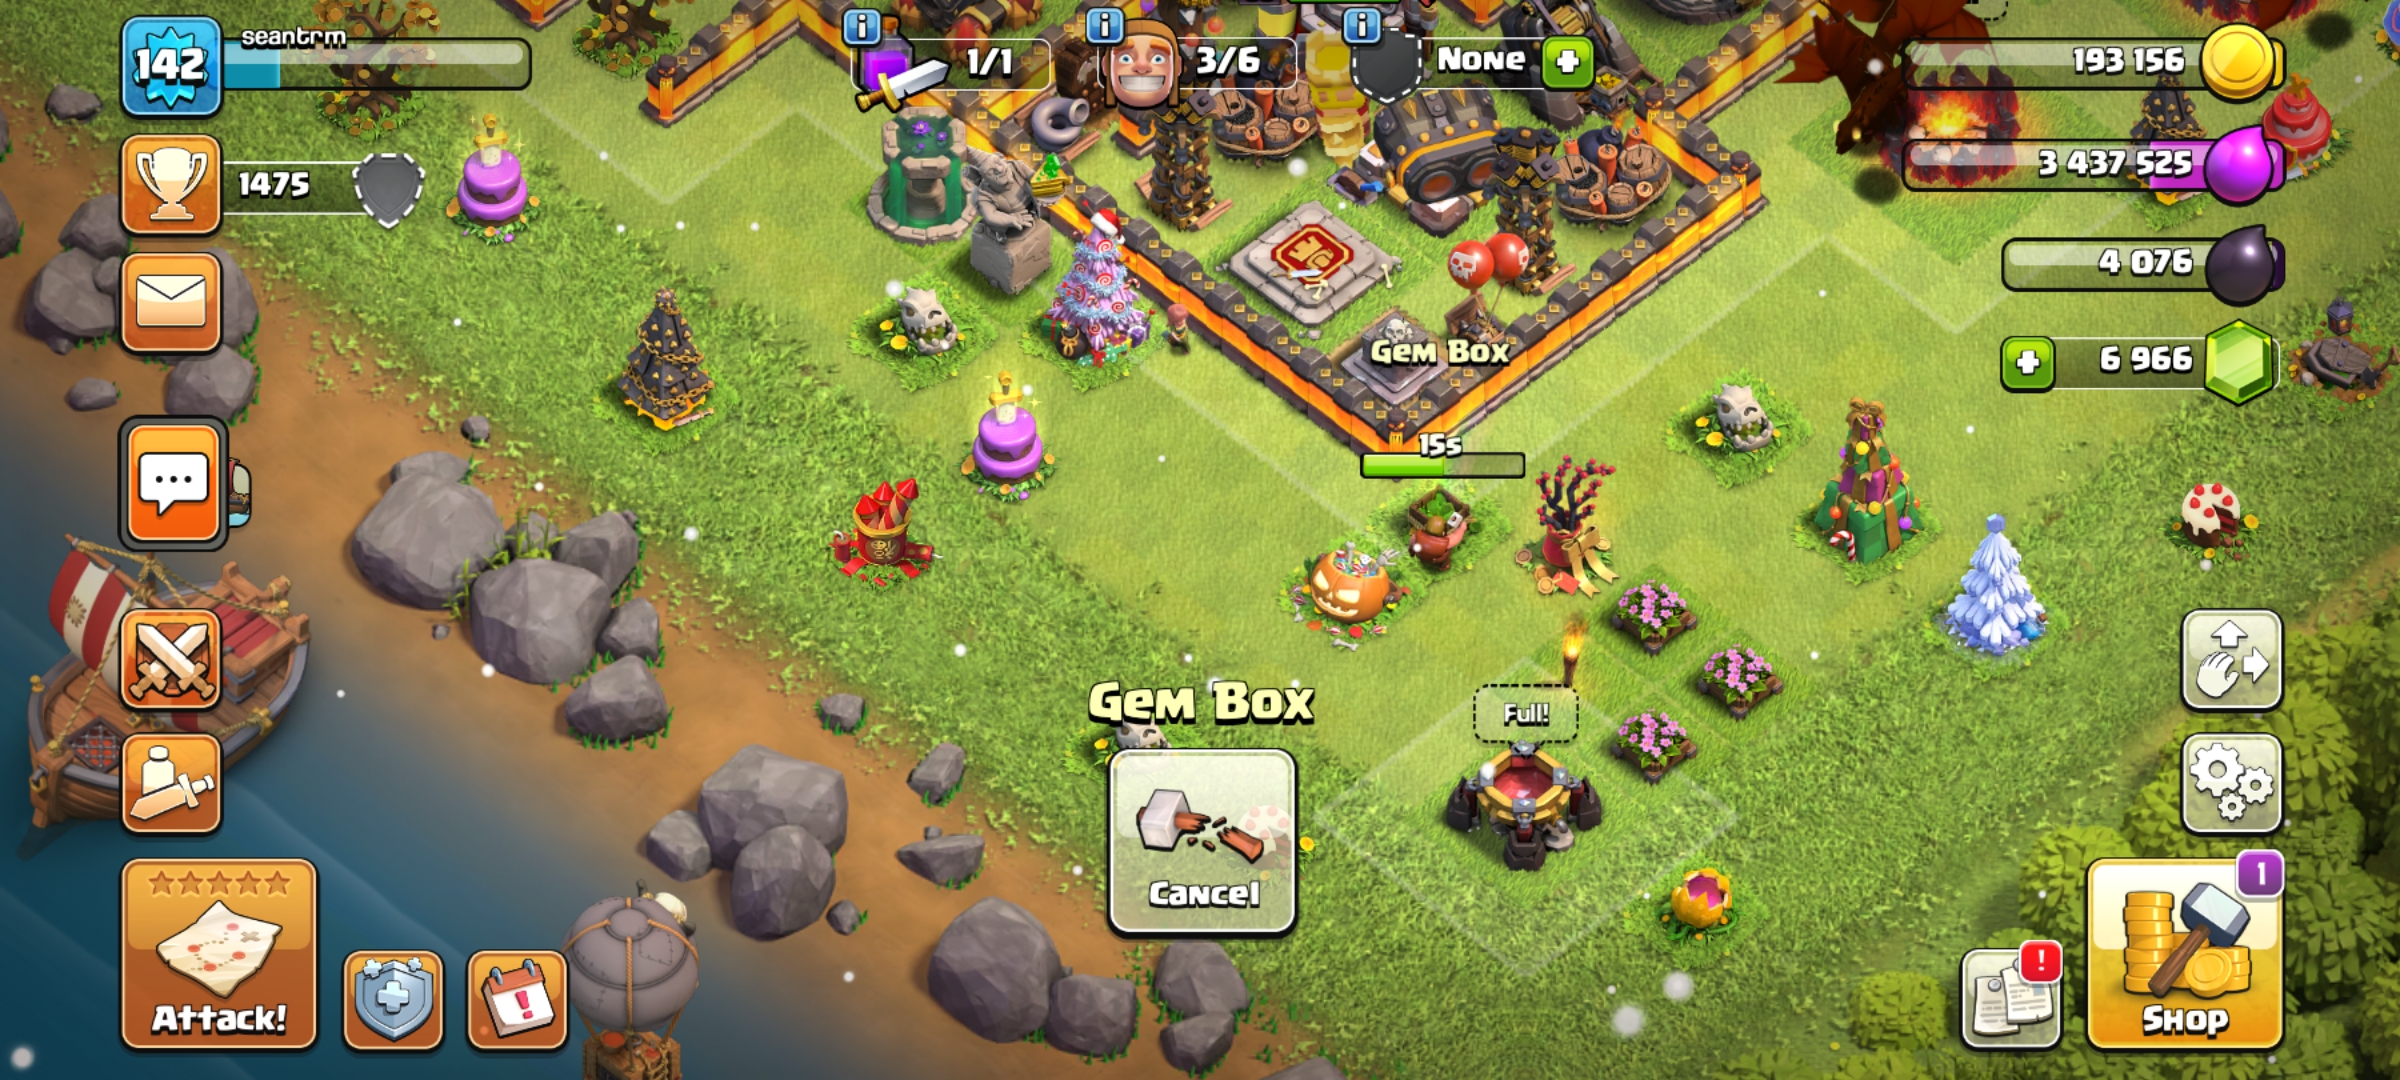 142
seantrm
1/1
3/6
None
193 156
1475
3 437 525
4 076
6 966
Gem Box
15s
Gem Box
Full!
Cancel
Attack!
1
Shop